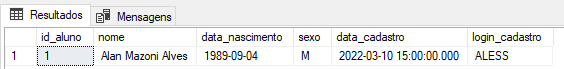 Resultados Mensagens
id_aluno nome data_nascimento sexo data_cadastro login_cadastro
1 1 Alan Mazoni Alves 1989-09-04 M 2022-03-10 15:00:00.000 ALESS